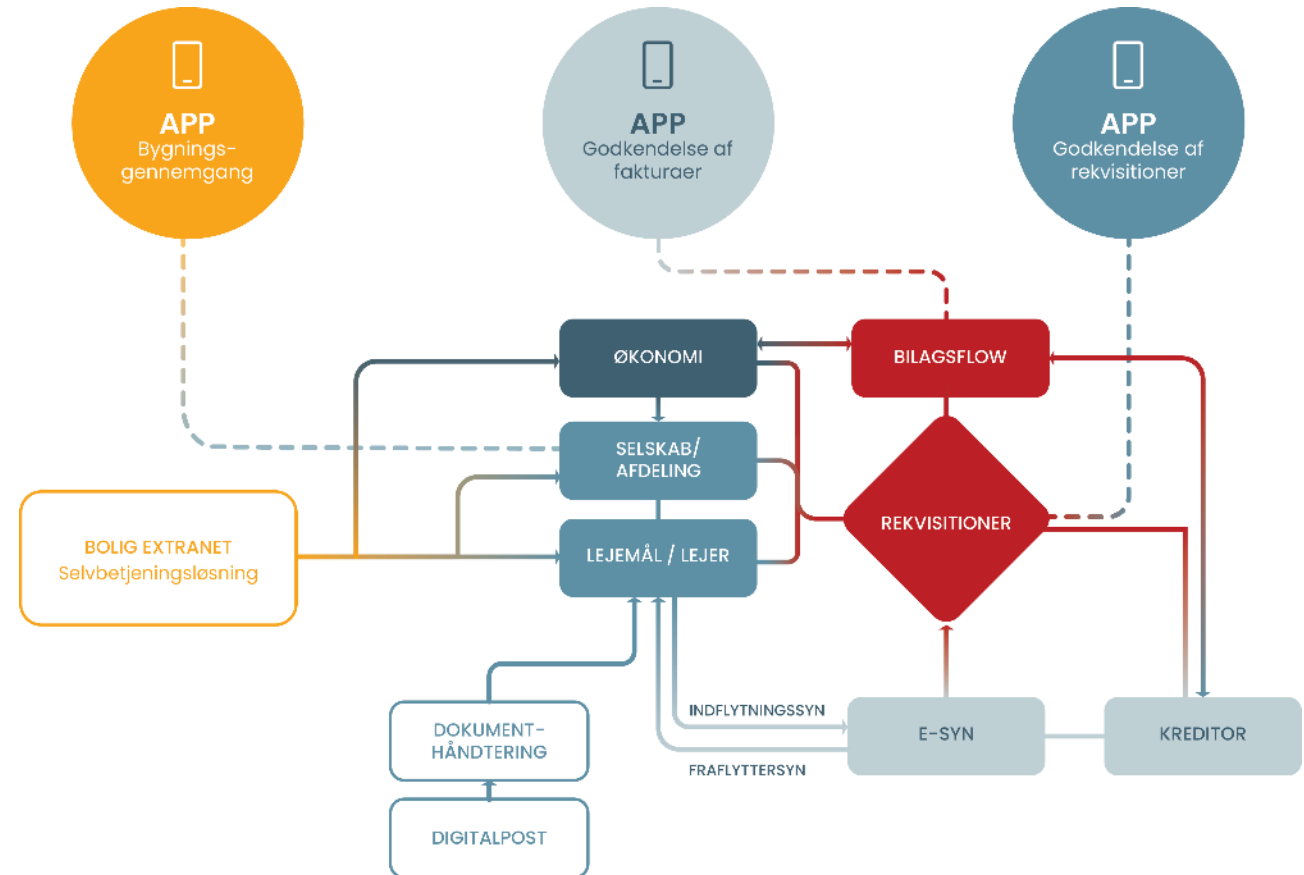 APP
Bygnings-
gennemgang
APP
Godkendelse af
fakturaer
APP
Godkendelse af
rekvisitioner
ØKONOMI
BILAGSFLOW
SELSKAB/
AFDELING
REKVISITIONER
BOLIG EXTRANET
Selvbetjeningsløsning
LEJEMÅL / LEJER
INDFLYTNINGSSYN
FRAFLYTTERSYN
E-SYN
KREDITOR
DOKUMENT-
HÅNDTERING
DIGITALPOST